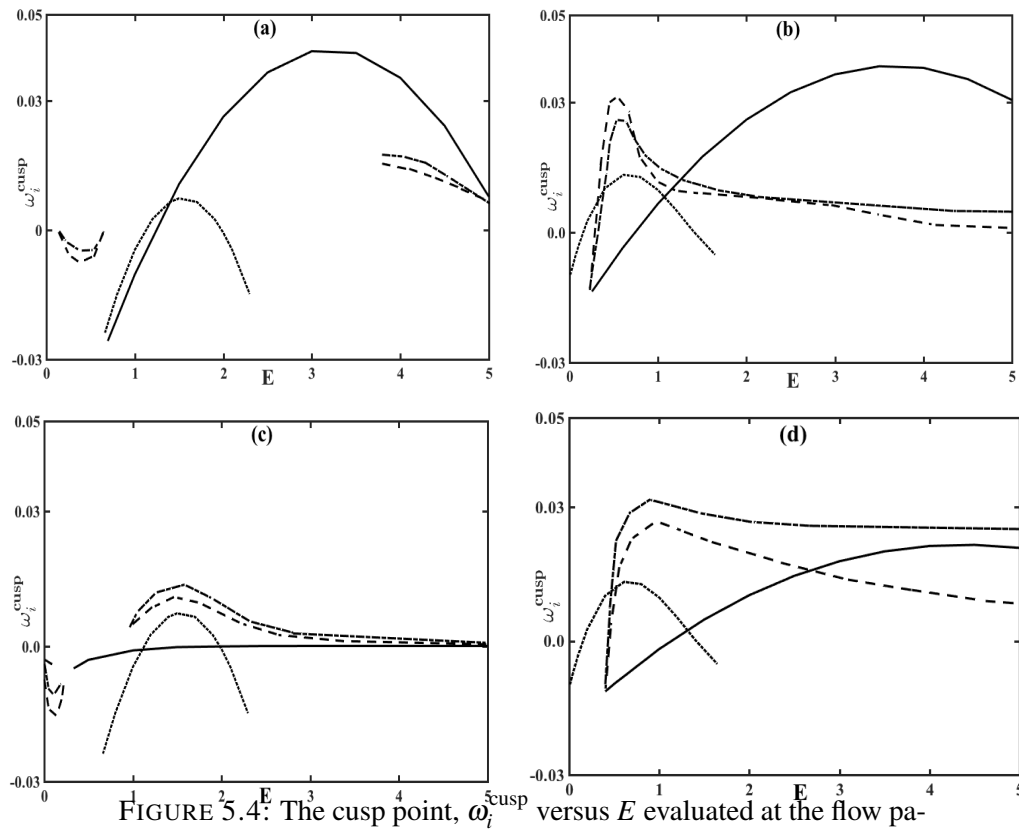 (a)
0.05
0.03
0
-0.03
ω_i^cusp
0 1 2 3 4 5
E
(b)
0.05
0.03
0.0
-0.03
ω_i^cusp
0 1 2 3 4 5
E
(c)
0.05
0.03
0.0
-0.03
ω_i^cusp
0 1 2 3 4 5
E
(d)
0.05
0.03
0.0
-0.03
ω_i^cusp
0 1 2 3 4 5
E
FIGURE 5.4: The cusp point, ω_i^cusp versus E evaluated at the flow pa-